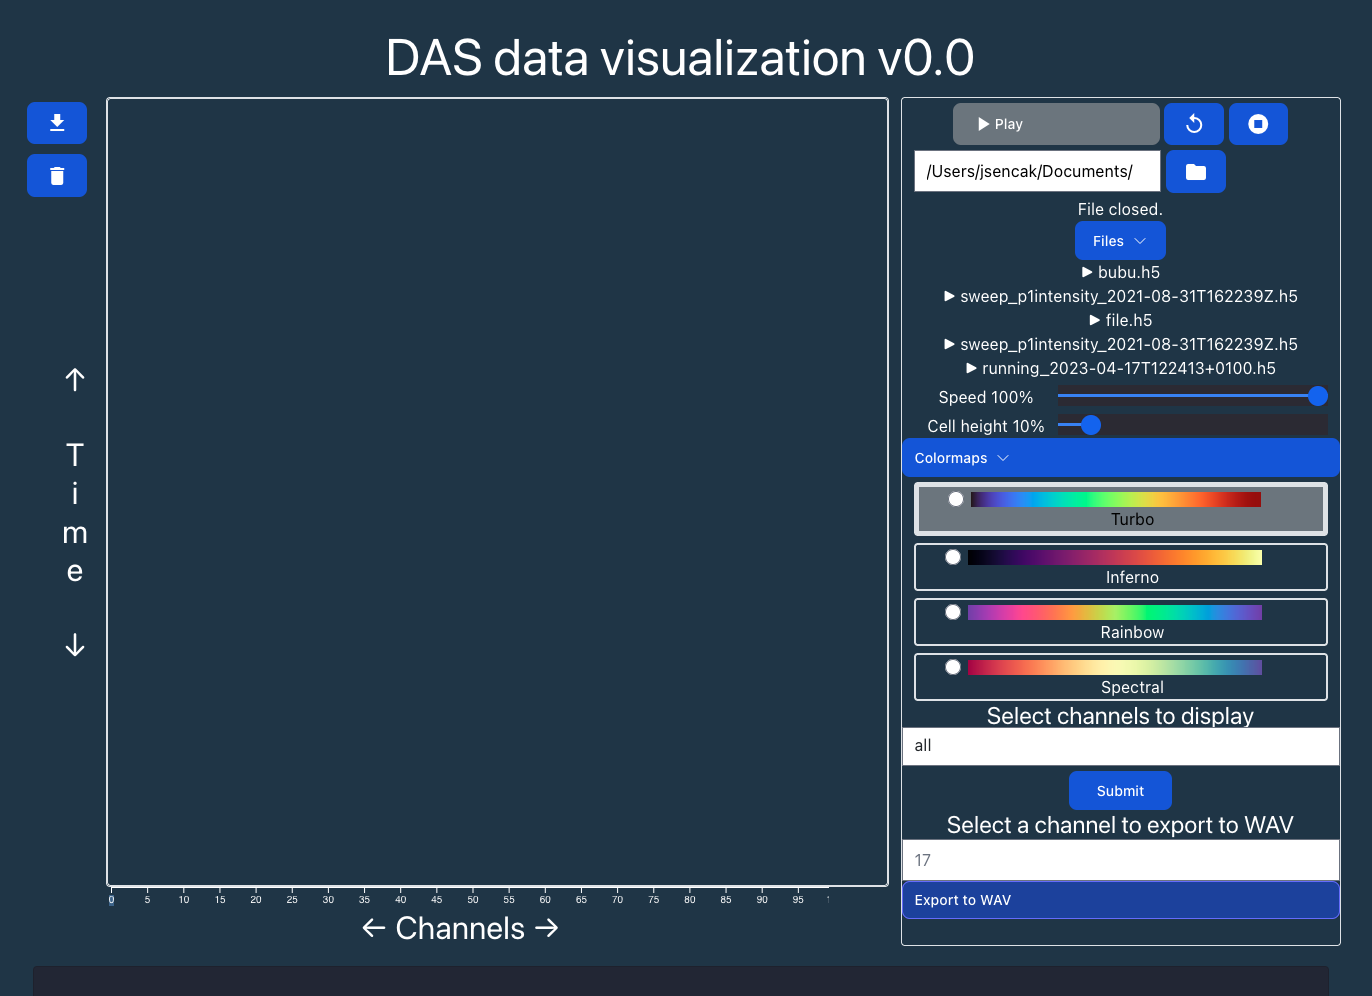 DAS data visualization v0.0
Play
/Users/jsencak/Documents/
File closed.
Files
bubu.h5
sweep_p1intensity_2021-08-31T162239Z.h5
file.h5
sweep_p1intensity_2021-08-31T162239Z.h5
running_2023-04-17T122413+0100.h5
Speed 100%
Cell height 10%
Colormaps
Turbo
Inferno
Rainbow
Spectral
Select channels to display
all
Submit
Select a channel to export to WAV
17
Export to WAV
↑
T
i
m
e
↓
0 5 10 15 20 25 30 35 40 45 50 55 60 65 70 75 80 85 90 95
← Channels →